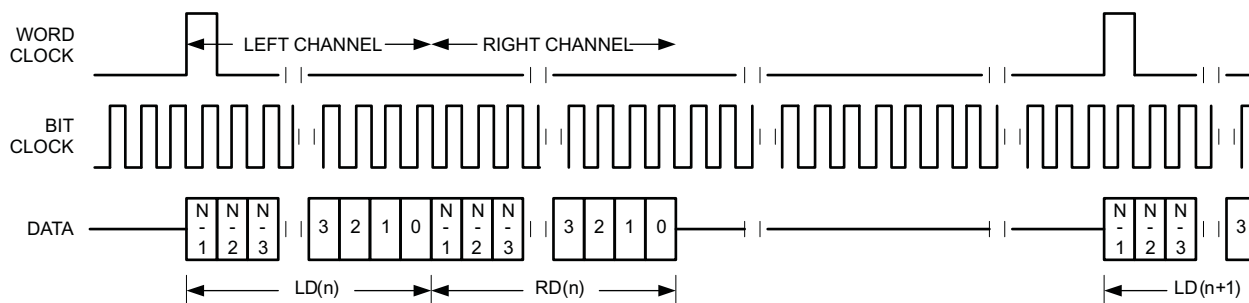 WORD
CLOCK
LEFT CHANNEL
RIGHT CHANNEL
BIT
CLOCK
DATA
N-1 N-2 N-3 3 2 1 0 N-1 N-2 N-3 3 2 1 0 N-1 N-2 N-3 3
LD(n) RD(n) LD(n+1)